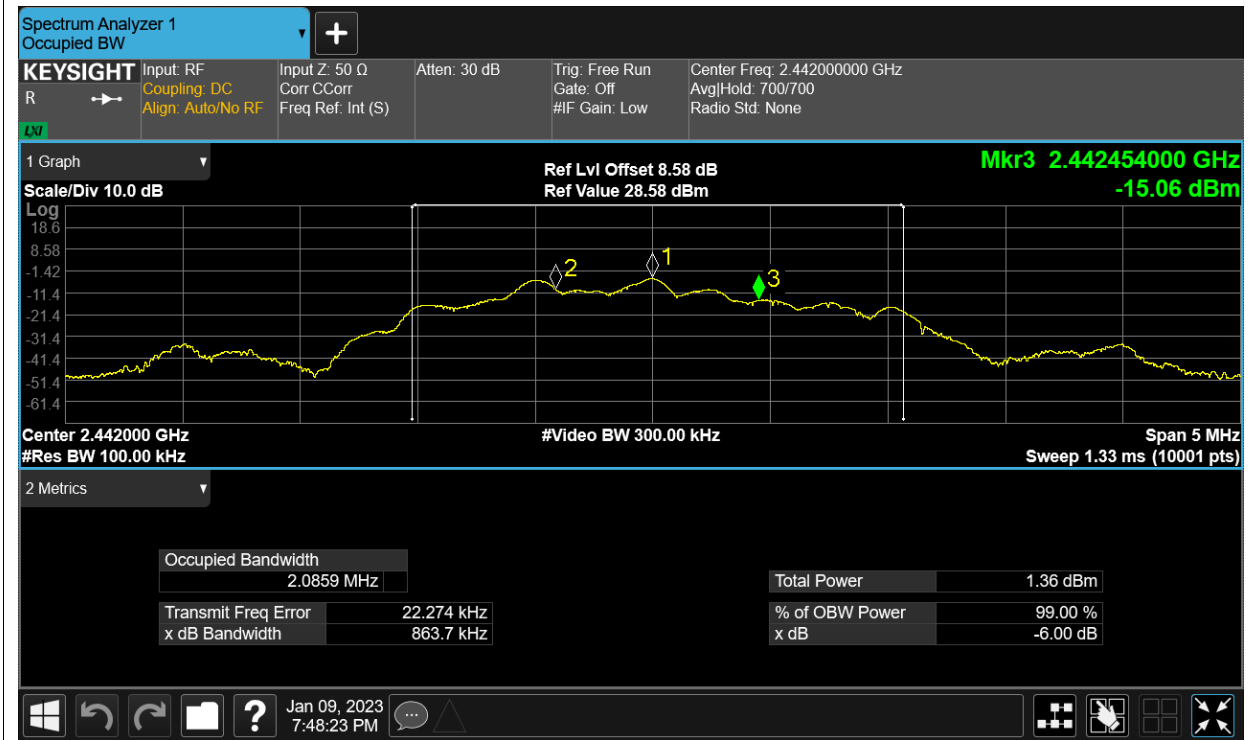 Spectrum Analyzer 1
Occupied BW
▼
+
KEYSIGHT
R
LXI
Input: RF
Coupling: DC
Align: Auto/No RF
Input Z: 50 Ω
Corr CCorr
Freq Ref: Int (S)
Atten: 30 dB
Trig: Free Run
Gate: Off
#IF Gain: Low
Center Freq: 2.442000000 GHz
Avg|Hold: 700/700
Radio Std: None
1 Graph ▼
Scale/Div 10.0 dB
Ref Lvl Offset 8.58 dB
Ref Value 28.58 dBm
Mkr3 2.442454000 GHz
-15.06 dBm
Log
18.6
8.58
-1.42
-11.4
-21.4
-31.4
-41.4
-51.4
-61.4
2
1
3
Center 2.442000 GHz
#Video BW 300.00 kHz
Span 5 MHz
#Res BW 100.00 kHz
Sweep 1.33 ms (10001 pts)
2 Metrics ▼
Occupied Bandwidth
2.0859 MHz
Total Power 1.36 dBm
Transmit Freq Error 22.274 kHz
% of OBW Power 99.00 %
x dB Bandwidth 863.7 kHz
x dB -6.00 dB
?
Jan 09, 2023
7:48:23 PM